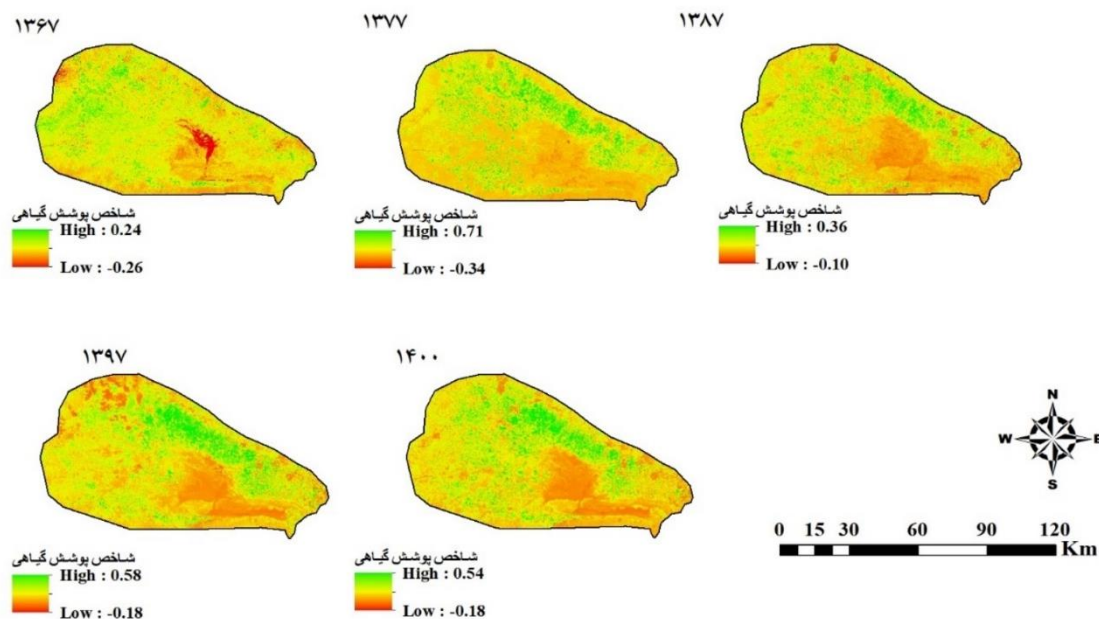 ۱۳۶۷
شاخص پوشش گیاهی
High : 0.24
Low : -0.26
۱۳۷۷
شاخص پوشش گیاهی
High : 0.71
Low : -0.34
۱۳۸۷
شاخص پوشش گیاهی
High : 0.36
Low : -0.10
۱۳۹۷
شاخص پوشش گیاهی
High : 0.58
Low : -0.18
۱۴۰۰
شاخص پوشش گیاهی
High : 0.54
Low : -0.18
N
W E
S
0 15 30 60 90 120
Km